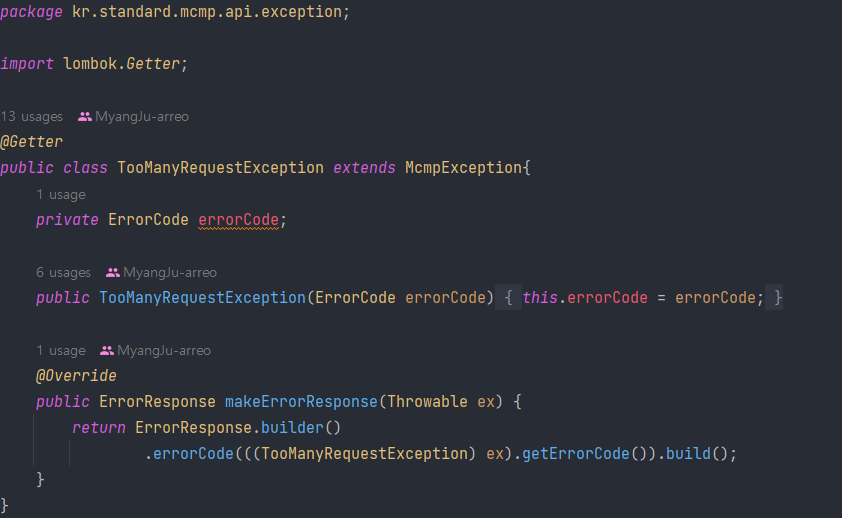 package kr.standard.mcmp.api.exception;
import lombok.Getter;
13 usages MyangJu-arreo
@Getter
public class TooManyRequestException extends McmpException{
1 usage
private ErrorCode errorCode;
6 usages MyangJu-arreo
public TooManyRequestException(ErrorCode errorCode) { this.errorCode = errorCode; }
1 usage MyangJu-arreo
@Override
public ErrorResponse makeErrorResponse(Throwable ex) {
return ErrorResponse.builder()
.errorCode(((TooManyRequestException) ex).getErrorCode()).build();
}
}